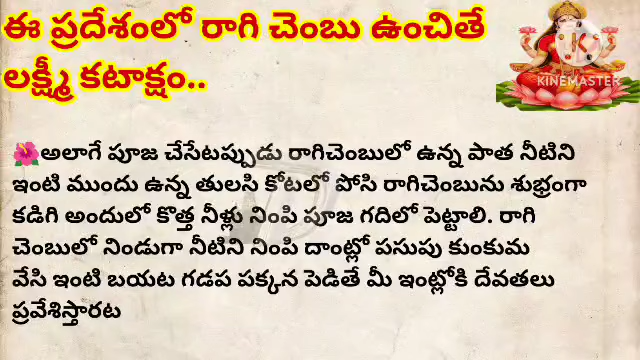 ఈ ప్రదేశంలో రాగి చెంబు ఉంచితే
లక్ష్మీ కటాక్షం..
KINEMASTER
🌺అలాగే పూజ చేసేటప్పుడు రాగిచెంబులో ఉన్న పాత నీటిని
ఇంటి ముందు ఉన్న తులసి కోటలో పోసి రాగిచెంబును శుభ్రంగా
కడిగి అందులో కొత్త నీళ్లు నింపి పూజ గదిలో పెట్టాలి. రాగి
చెంబులో నిండుగా నీటిని నింపి దాంట్లో పసుపు కుంకుమ
వేసి ఇంటి బయట గడప పక్కన పెడితే మీ ఇంట్లోకి దేవతలు
ప్రవేశిస్తారట